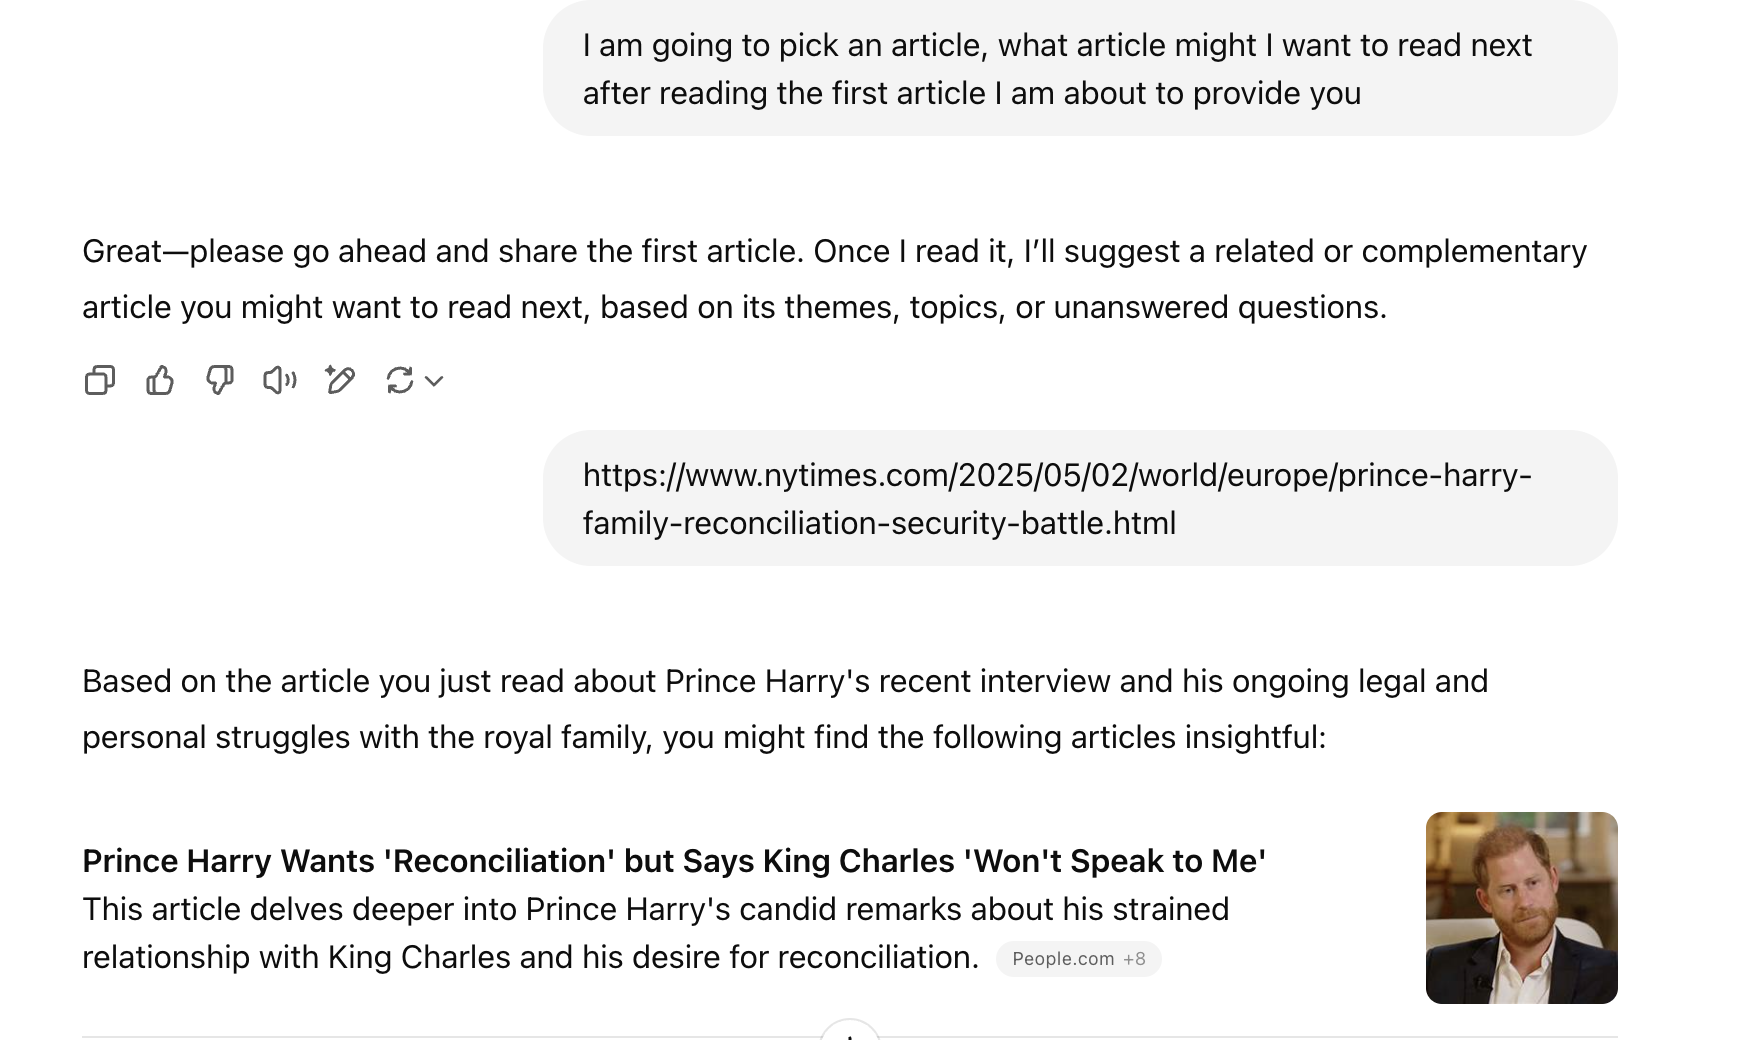 I am going to pick an article, what article might I want to read next
after reading the first article I am about to provide you
Great—please go ahead and share the first article. Once I read it, I’ll suggest a related or complementary
article you might want to read next, based on its themes, topics, or unanswered questions.
https://www.nytimes.com/2025/05/02/world/europe/prince-harry-
family-reconciliation-security-battle.html
Based on the article you just read about Prince Harry's recent interview and his ongoing legal and
personal struggles with the royal family, you might find the following articles insightful:
Prince Harry Wants 'Reconciliation' but Says King Charles 'Won't Speak to Me'
This article delves deeper into Prince Harry's candid remarks about his strained
relationship with King Charles and his desire for reconciliation. People.com +8